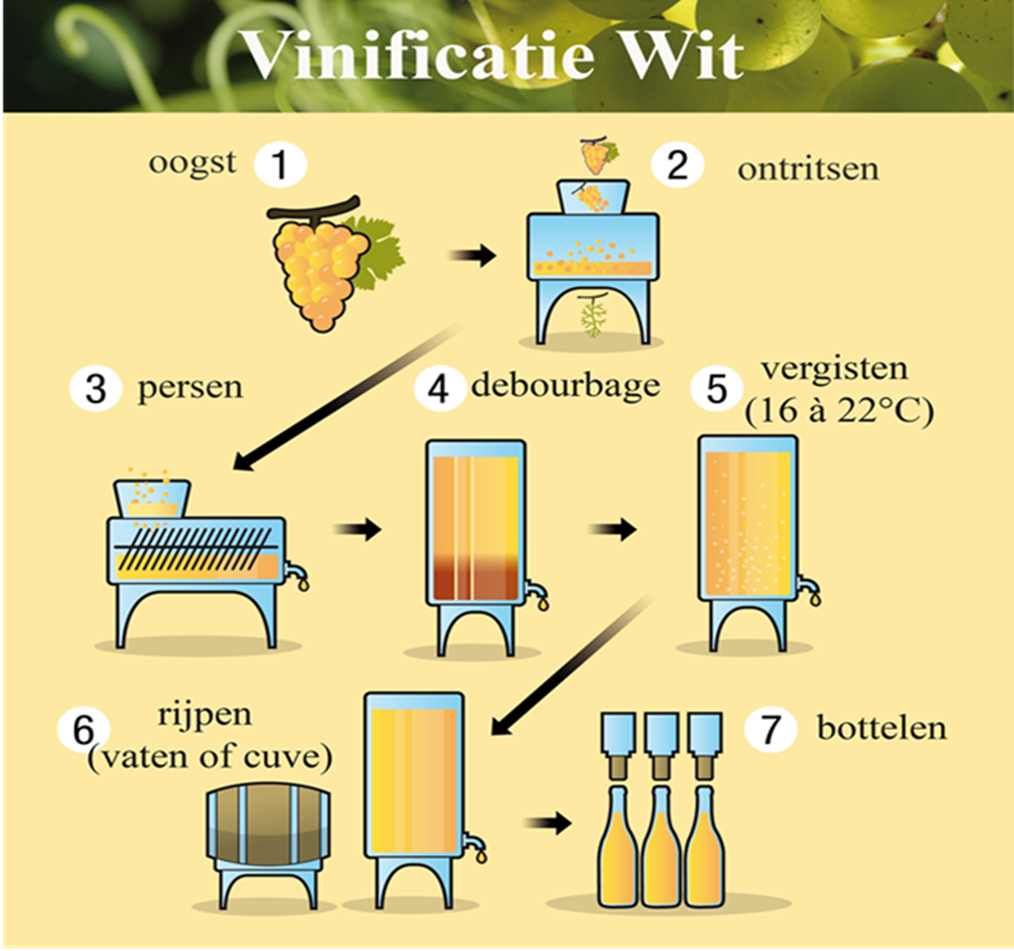 Vinificatie Wit
oogst 1
2 ontritsen
3 persen
4 debourbage
5 vergisten
(16 à 22°C)
6 rijpen
(vaten of cuve)
7 bottelen